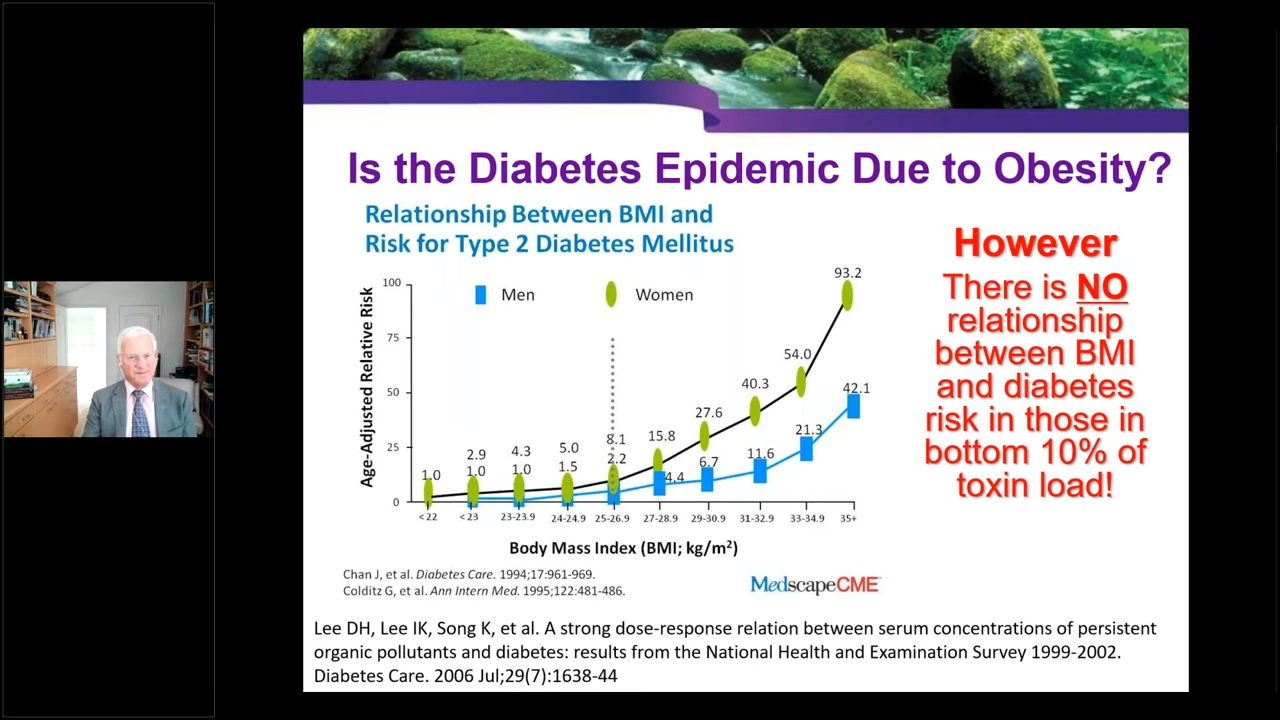 Is the Diabetes Epidemic Due to Obesity?
Relationship Between BMI and
Risk for Type 2 Diabetes Mellitus
However
There is NO
relationship
between BMI
and diabetes
risk in those in
bottom 10% of
toxin load!
Age-Adjusted Relative Risk
100
75
50
25
0
Men
Women
1.0
2.9
1.0
4.3
1.0
5.0
1.5
8.1
2.2
15.8
4.4
27.6
6.7
40.3
11.6
54.0
21.3
93.2
42.1
<22 <23 23-23.9 24-24.9 25-26.9 27-28.9 29-30.9 31-32.9 33-34.9 35+
Body Mass Index (BMI; kg/m²)
Chan J, et al. Diabetes Care. 1994;17:961-969.
Colditz G, et al. Ann Intern Med. 1995;122:481-486.
MedscapeCME
Lee DH, Lee IK, Song K, et al. A strong dose-response relation between serum concentrations of persistent
organic pollutants and diabetes: results from the National Health and Examination Survey 1999-2002.
Diabetes Care. 2006 Jul;29(7):1638-44